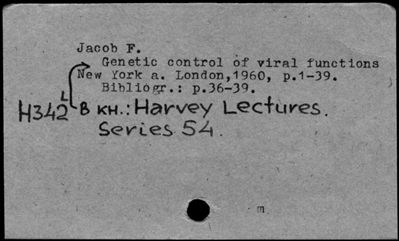 Jacob F.
Genetic control of viral functions
New York a. London,1960, p.1-39.
Bibliogr.: p.36-39.
H342 L В кн.: Harvey Lectures.
Series 54.
m